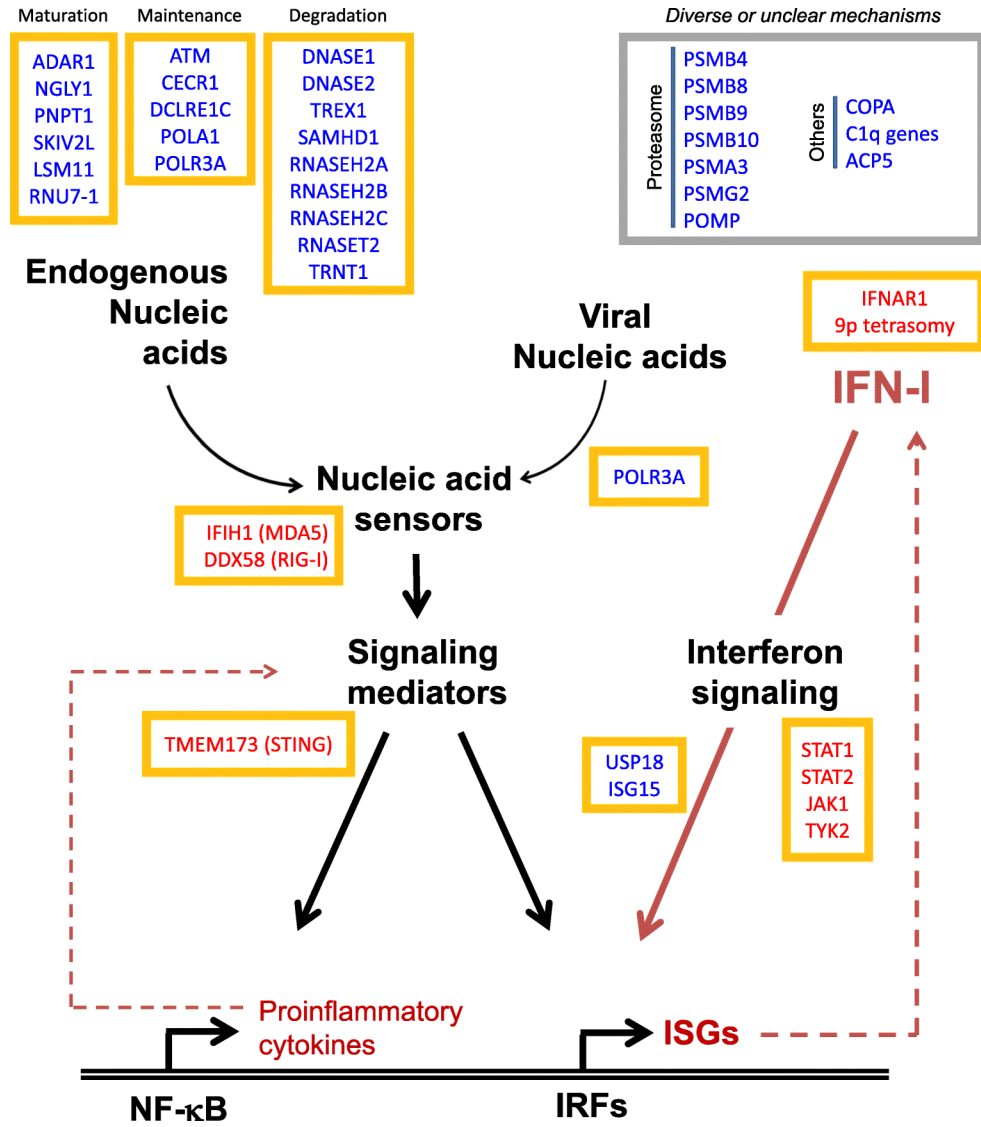 Maturation
ADAR1
NGLY1
PNPT1
SKIV2L
LSM11
RNU7-1
Maintenance
ATM
CECR1
DCLRE1C
POLA1
POLR3A
Degradation
DNASE1
DNASE2
TREX1
SAMHD1
RNASEH2A
RNASEH2B
RNASEH2C
RNASET2
TRNT1
Diverse or unclear mechanisms
Proteasome
PSMB4
PSMB8
PSMB9
PSMB10
PSMA3
PSMG2
POMP
Others
COPA
C1q genes
ACP5
Endogenous
Nucleic
acids
Viral
Nucleic acids
IFNAR1
9p tetrasomy
IFN-I
Nucleic acid
sensors
POLR3A
IFIH1 (MDA5)
DDX58 (RIG-I)
Signaling
mediators
Interferon
signaling
TMEM173 (STING)
USP18
ISG15
STAT1
STAT2
JAK1
TYK2
Proinflammatory
cytokines
ISGs
NF-κB
IRFs